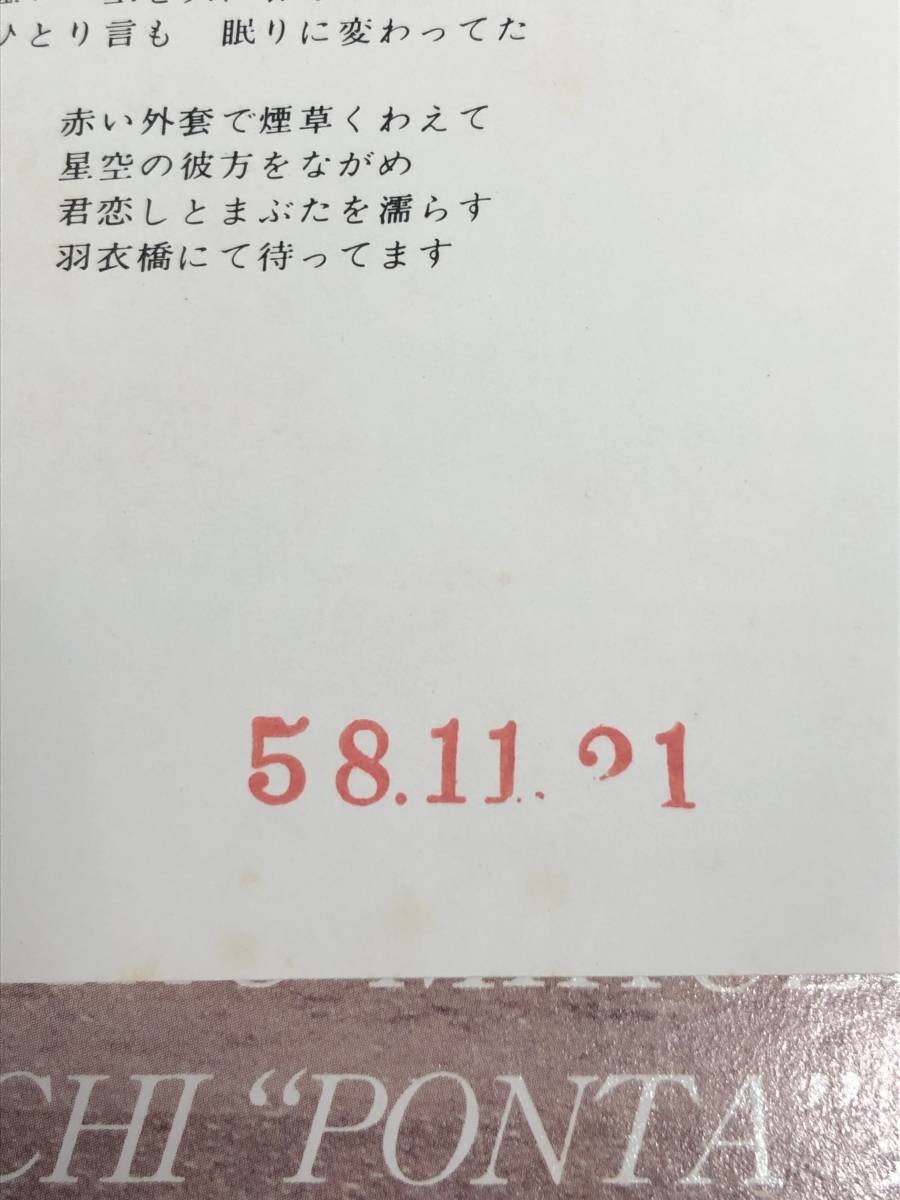 ひとり言も 眠りに変わってた
赤い外套で煙草くわえて
星空の彼方をながめ
君恋しとまぶたを濡らす
羽衣橋にて待ってます
58.11.21
CHI "PONTA"